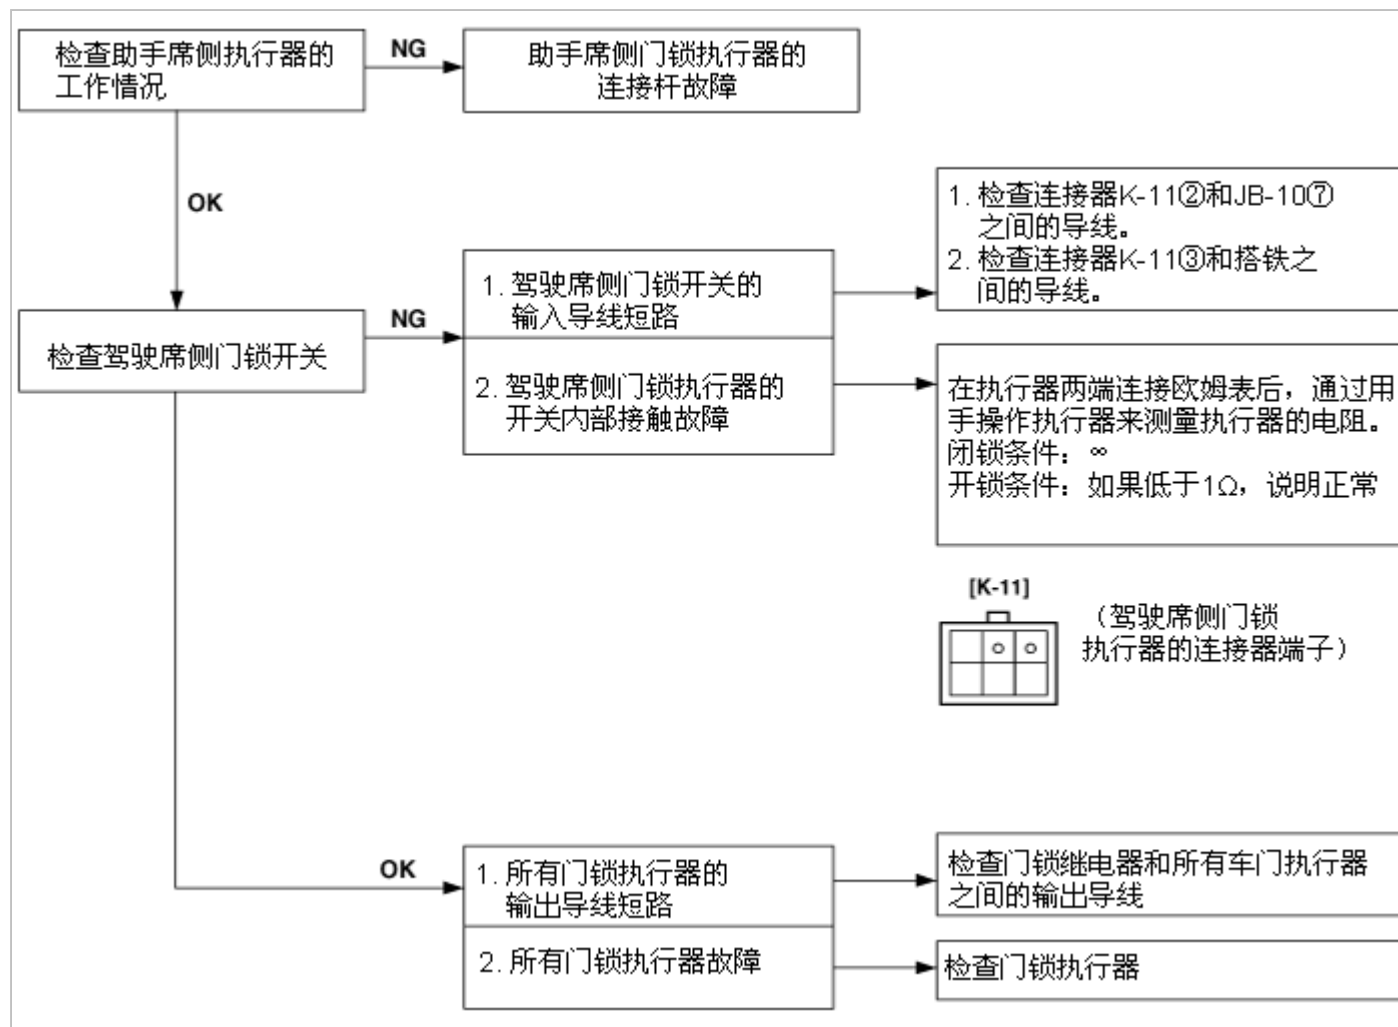 检查助手席侧执行器的
工作情况
NG
助手席侧门锁执行器的
连接杆故障
OK
1. 检查连接器K-11②和JB-10⑦
之间的导线。
2. 检查连接器K-11③和搭铁之
间的导线。
检查驾驶席侧门锁开关
NG
1. 驾驶席侧门锁开关的
输入导线短路
2. 驾驶席侧门锁执行器的
开关内部接触故障
在执行器两端连接欧姆表后，通过用
手操作执行器来测量执行器的电阻。
闭锁条件：∞
开锁条件：如果低于1Ω，说明正常
[K-11]
（驾驶席侧门锁
执行器的连接器端子）
OK
1. 所有门锁执行器的
输出导线短路
2. 所有门锁执行器故障
检查门锁继电器和所有车门执行器
之间的输出导线
检查门锁执行器